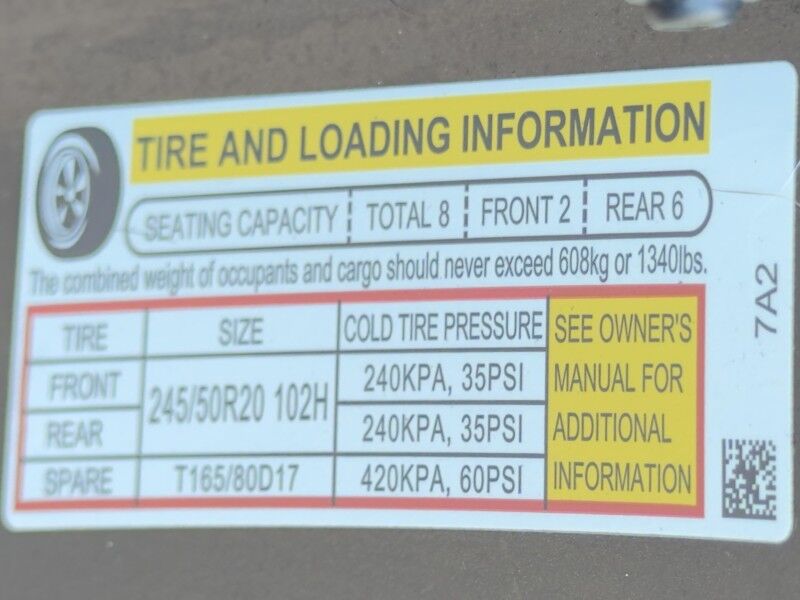 TIRE AND LOADING INFORMATION
SEATING CAPACITY TOTAL 8 FRONT 2 REAR 6
The combined weight of occupants and cargo should never exceed 608kg or 1340lbs.
TIRE SIZE COLD TIRE PRESSURE
FRONT 245/50R20 102H 240KPA, 35PSI
REAR 240KPA, 35PSI
SPARE T165/80D17 420KPA, 60PSI
SEE OWNER'S
MANUAL FOR
ADDITIONAL
INFORMATION
7A2